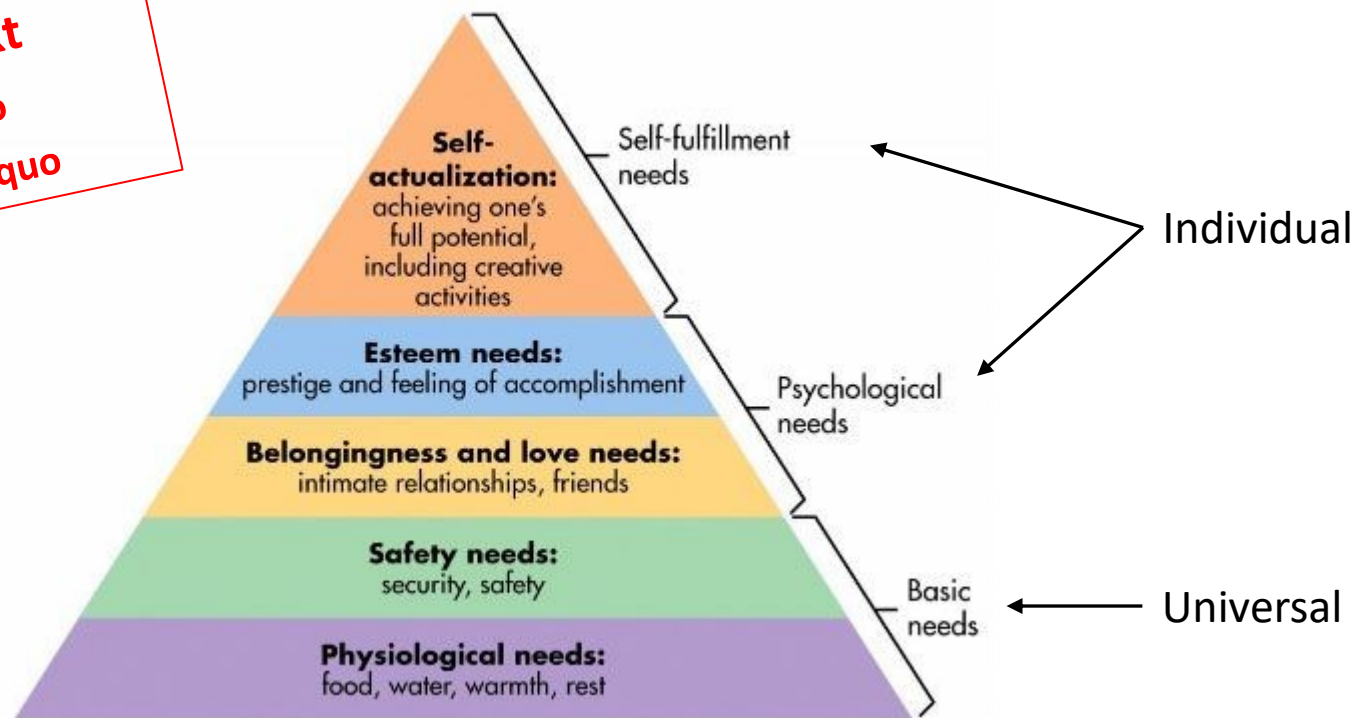 quo
Self-
actualization:
achieving one's
full potential,
including creative
activities
Self-fulfillment
needs
Individual
Esteem needs:
prestige and feeling of accomplishment
Psychological
needs
Belongingness and love needs:
intimate relationships, friends
Safety needs:
security, safety
Basic
needs
Universal
Physiological needs:
food, water, warmth, rest